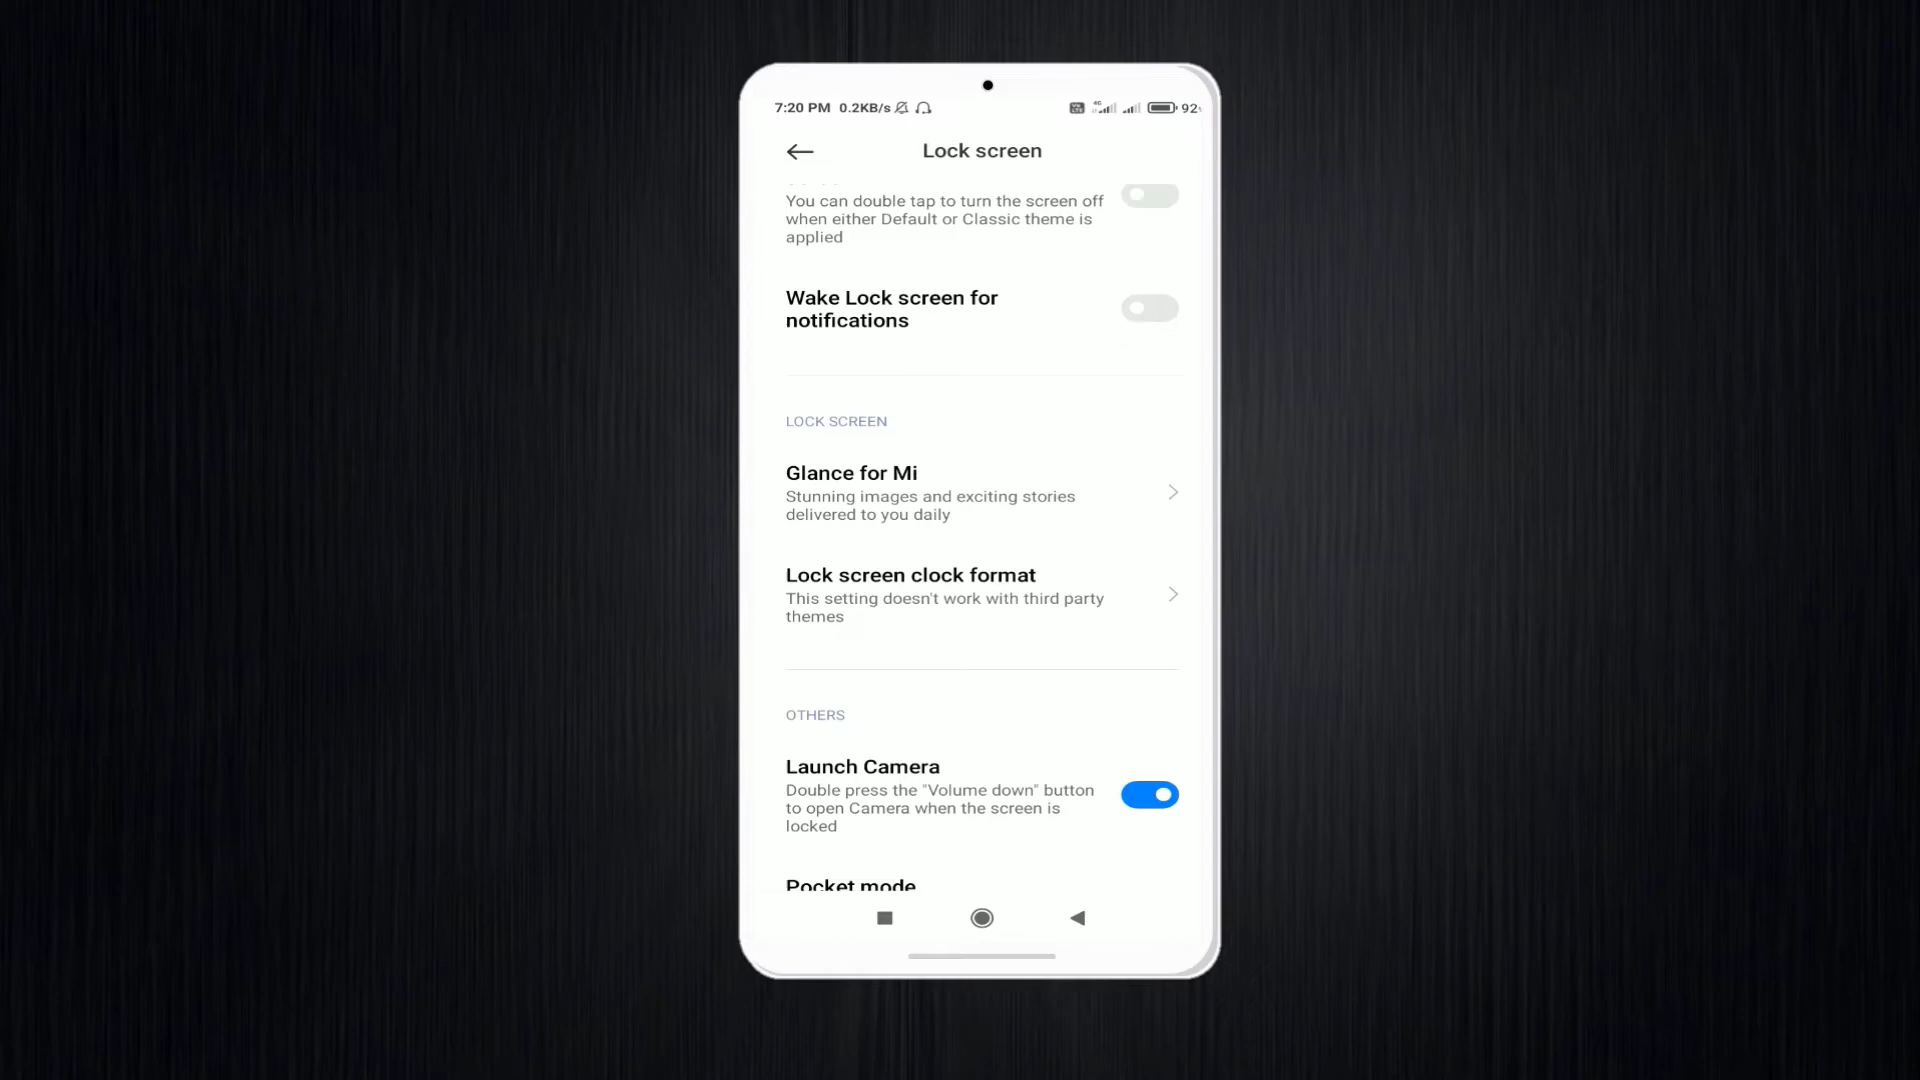 7:20 PM 0.2KB/s 4G 92
Lock screen
You can double tap to turn the screen off
when either Default or Classic theme is
applied
Wake Lock screen for
notifications
LOCK SCREEN
Glance for Mi
Stunning images and exciting stories
delivered to you daily
Lock screen clock format
This setting doesn't work with third party
themes
OTHERS
Launch Camera
Double press the "Volume down" button
to open Camera when the screen is
locked
Pocket mode